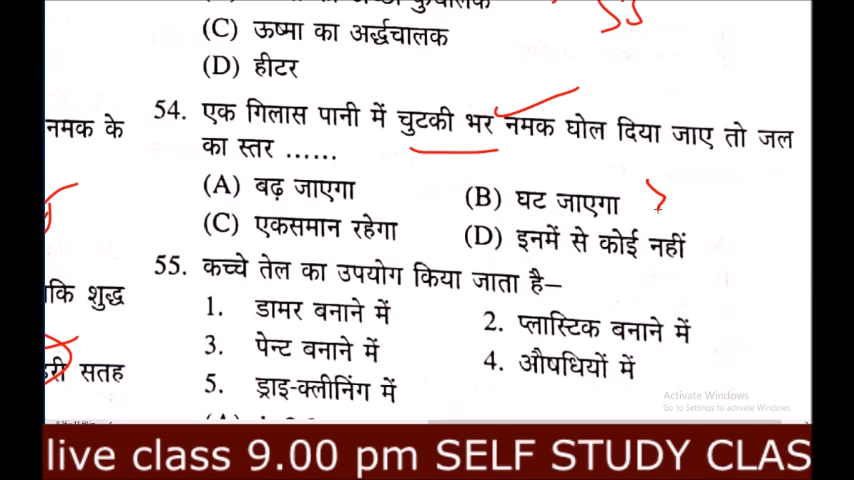 (C) ऊष्मा का अर्द्धचालक
(D) हीटर
54. एक गिलास पानी में चुटकी भर नमक घोल दिया जाए तो जल
नमक के
का स्तर ......
(A) बढ़ जाएगा (B) घट जाएगा
(C) एकसमान रहेगा (D) इनमें से कोई नहीं
55. कच्चे तेल का उपयोग किया जाता है–
कि शुद्ध
1. डामर बनाने में 2. प्लास्टिक बनाने में
3. पेन्ट बनाने में 4. औषधियों में
सतह
5. ड्राइ-क्लीनिंग में
Activate Windows
Go to Settings to activate Windows.
live class 9.00 pm SELF STUDY CLAS